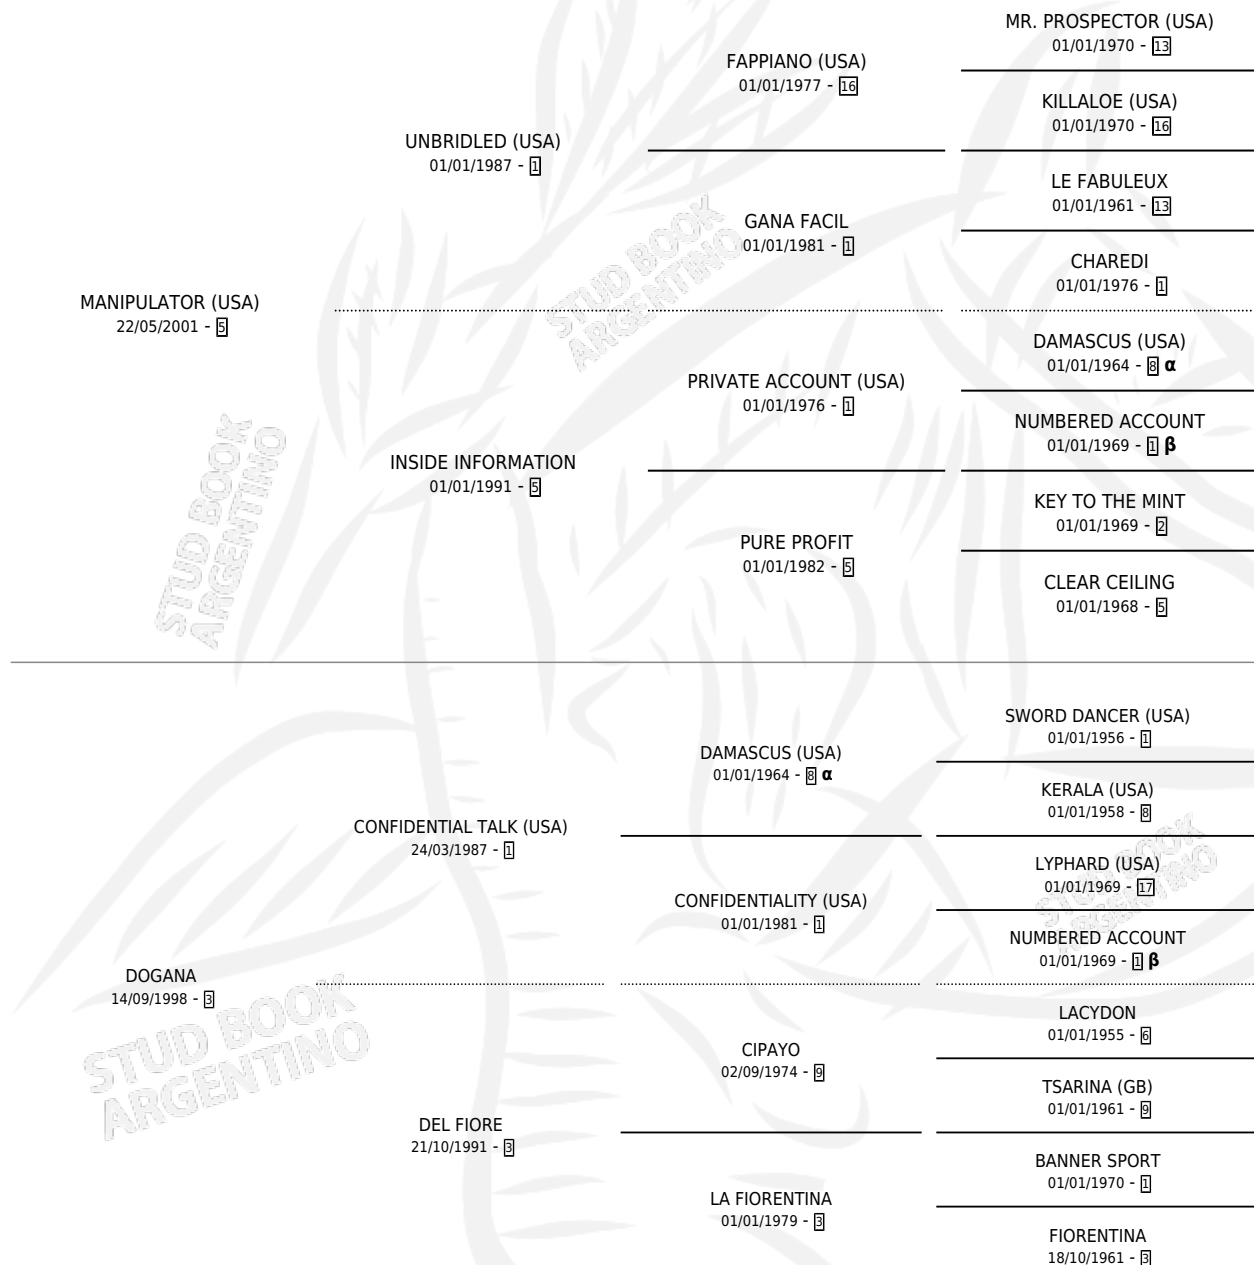 MR. PROSPECTOR (USA)
01/01/1970 - 13
FAPPIANO (USA)
01/01/1977 - 16
KILLALOE (USA)
01/01/1970 - 16
UNBRIDLED (USA)
01/01/1987 - 1
LE FABULEUX
01/01/1961 - 13
GANA FACIL
01/01/1981 - 1
CHAREDI
01/01/1976 - 1
MANIPULATOR (USA)
22/05/2001 - 5
DAMASCUS (USA)
01/01/1964 - 8 α
PRIVATE ACCOUNT (USA)
01/01/1976 - 1
NUMBERED ACCOUNT
01/01/1969 - 1 β
INSIDE INFORMATION
01/01/1991 - 5
KEY TO THE MINT
01/01/1969 - 2
PURE PROFIT
01/01/1982 - 5
CLEAR CEILING
01/01/1968 - 5
SWORD DANCER (USA)
01/01/1956 - 1
DAMASCUS (USA)
01/01/1964 - 8 α
KERALA (USA)
01/01/1958 - 8
CONFIDENTIAL TALK (USA)
24/03/1987 - 1
LYPHARD (USA)
01/01/1969 - 17
CONFIDENTIALITY (USA)
01/01/1981 - 1
NUMBERED ACCOUNT
01/01/1969 - 1 β
DOGANA
14/09/1998 - 3
LACYDON
01/01/1955 - 6
CIPAYO
02/09/1974 - 9
TSARINA (GB)
01/01/1961 - 9
DEL FIORE
21/10/1991 - 3
BANNER SPORT
01/01/1970 - 1
LA FIORENTINA
01/01/1979 - 3
FIORENTINA
18/10/1961 - 3
STUD BOOK
ARGENTINO
STUD BOOK
ARGENTINO
STUD BOOK
ARGENTINO
STUD BOOK
ARGENTINO